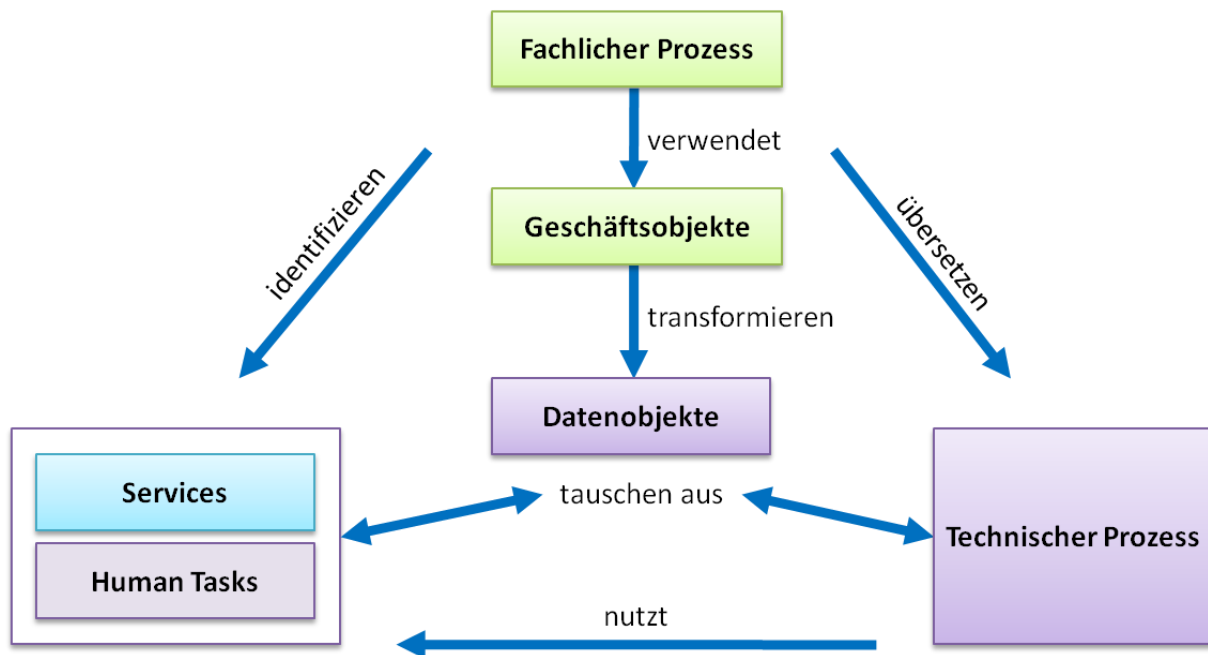 Fachlicher Prozess
verwendet
identifizieren
Geschäftsobjekte
übersetzen
transformieren
Datenobjekte
Services
tauschen aus
Technischer Prozess
Human Tasks
nutzt